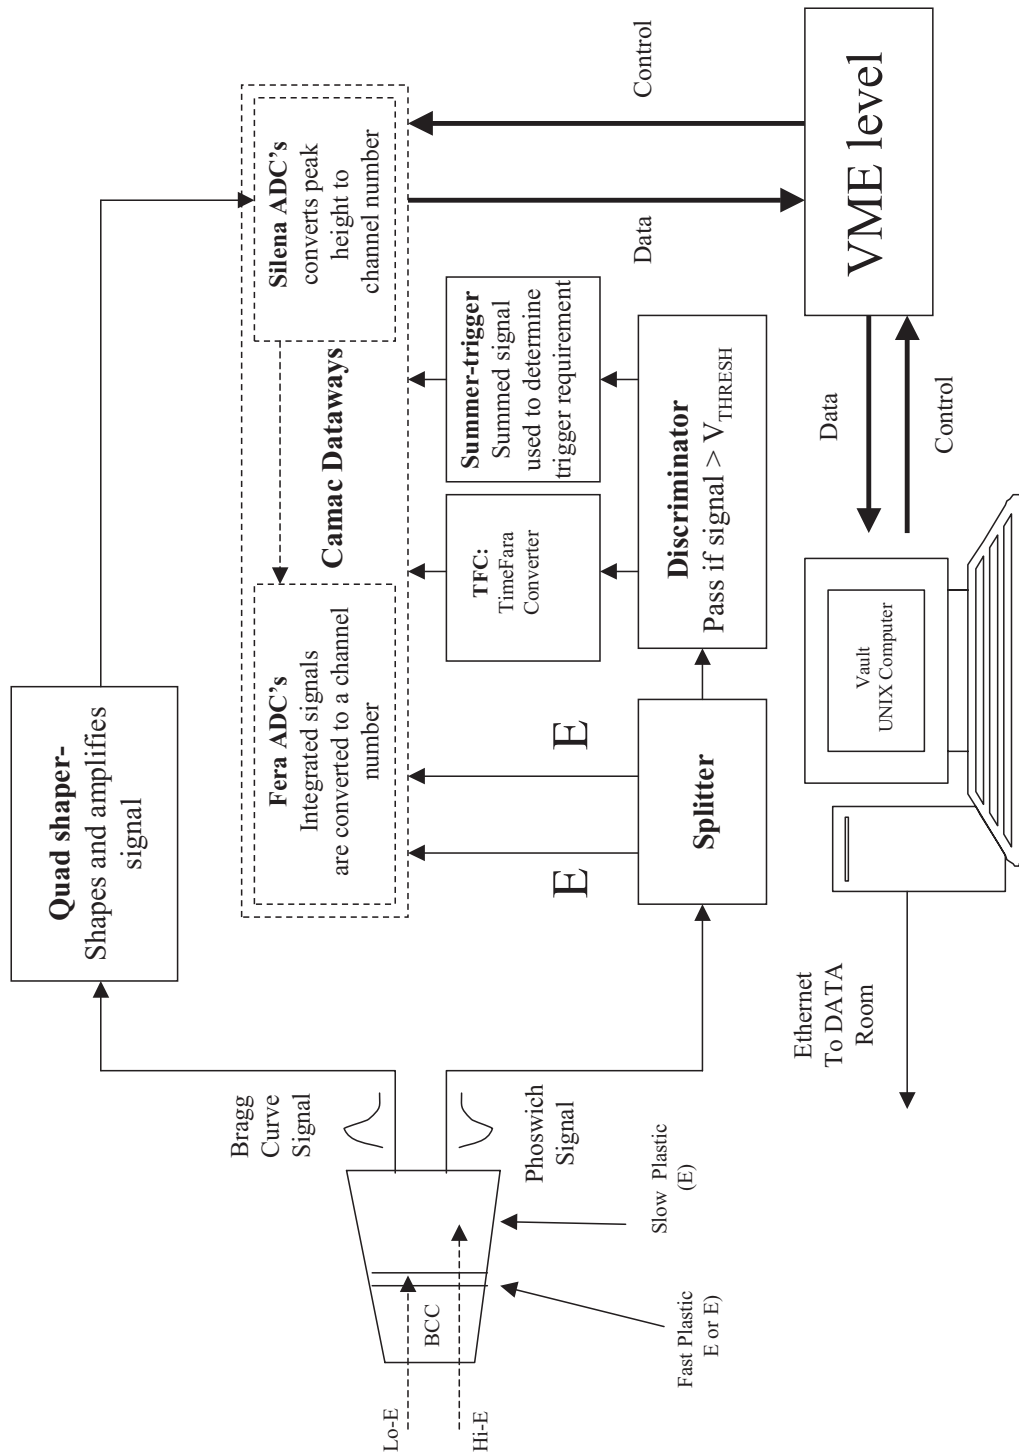 Quad shaper-
Shapes and amplifies
signal
Bragg
Curve
Signal
Lo-E
Hi-E
BCC
Phoswich
Signal
Fast Plastic
E or E)
Slow Plastic
(E)
Fera ADC's
Integrated signals
are converted to a channel
number
Camac Dataways
Silena ADC's
converts peak
height to
channel number
E
E
TFC:
TimeFara
Converter
Summer-trigger
Summed signal
used to determine
trigger requirement
Splitter
Discriminator
Pass if signal > VTHRESH
Data
Control
VME level
Data
Control
Vault
UNIX Computer
Ethernet
To DATA
Room